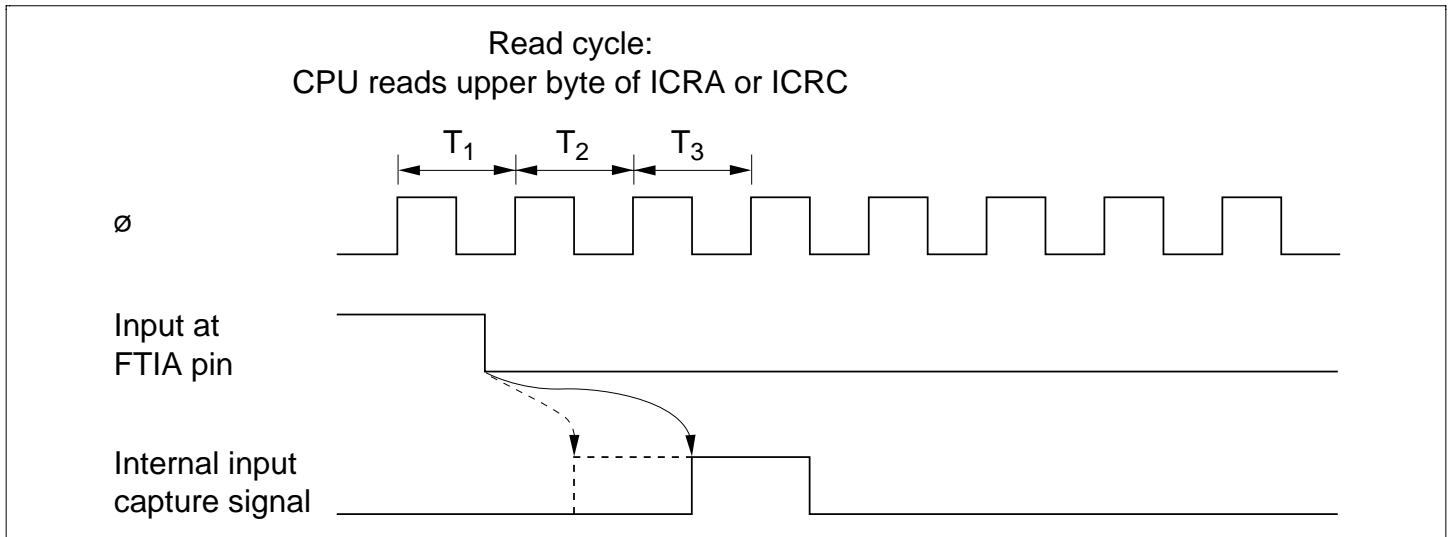 Read cycle:
CPU reads upper byte of ICRA or ICRC
T1 T2 T3
ø
Input at
FTIA pin
Internal input
capture signal